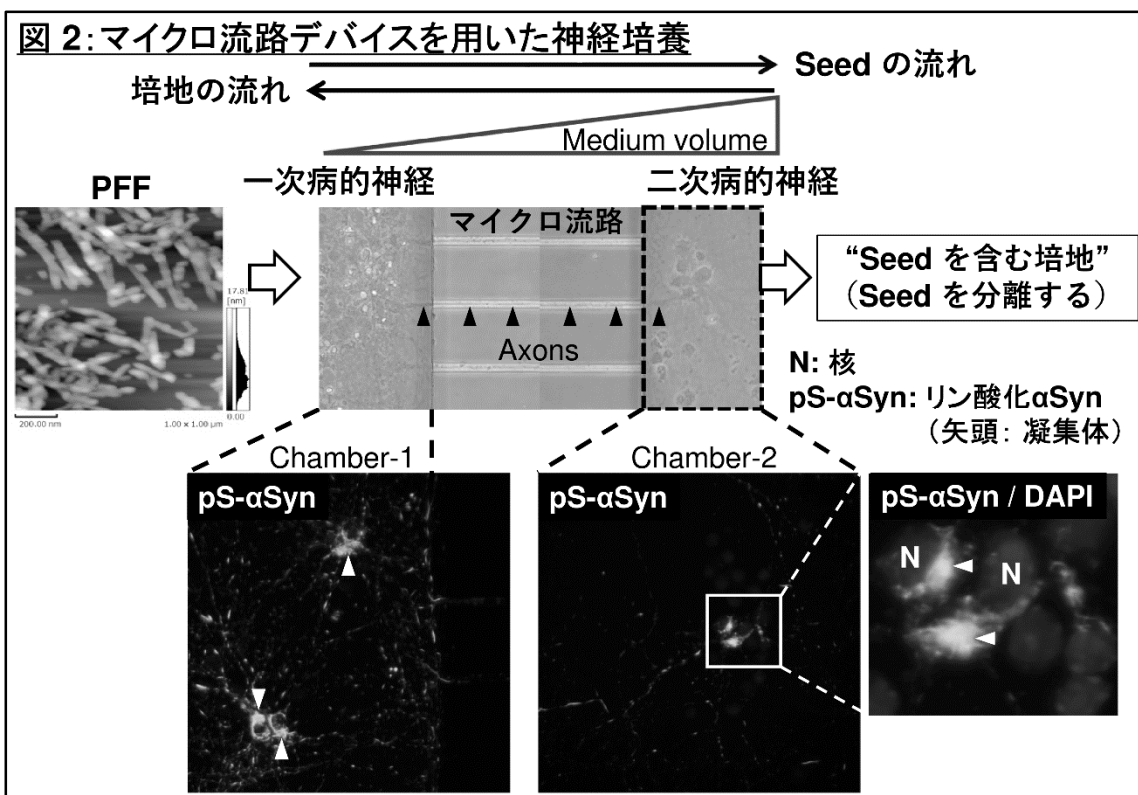 図 2：マイクロ流路デバイスを用いた神経培養
Seed の流れ
培地の流れ
Medium volume
PFF
一次病的神経
二次病的神経
マイクロ流路
Axons
17.81
[nm]
0.00
200.00 nm
1.00 x 1.00 μm
“Seed を含む培地”
（Seed を分離する）
N: 核
pS-αSyn: リン酸化αSyn
（矢頭： 凝集体）
Chamber-1
Chamber-2
pS-αSyn
pS-αSyn
pS-αSyn / DAPI
N
N